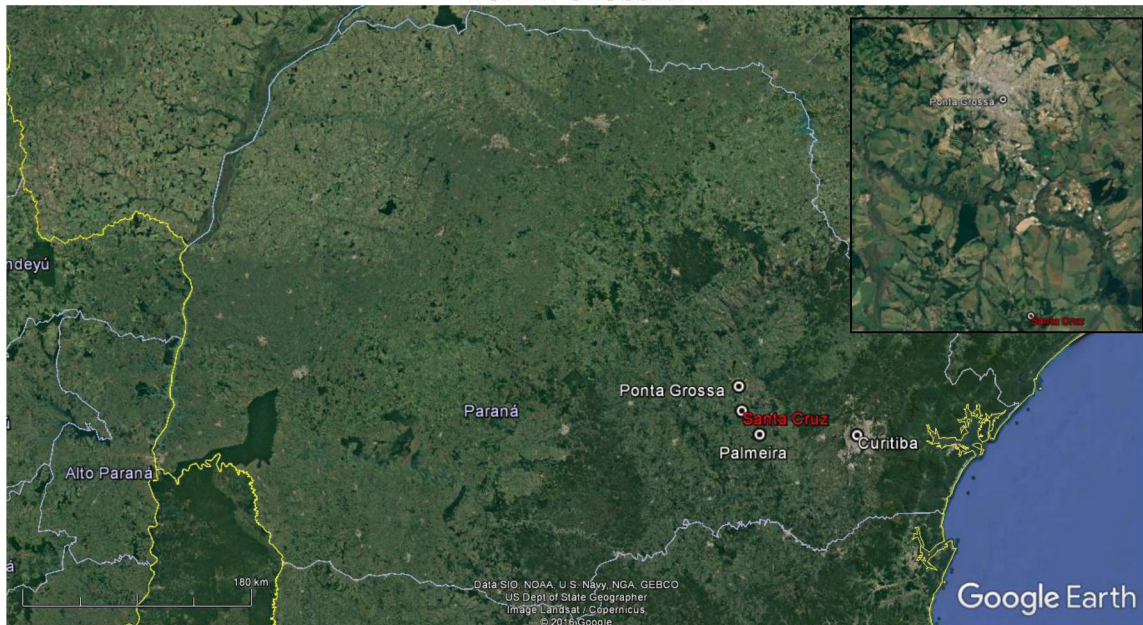 Ponta Grossa
Santa Cruz
ndeyú
Ponta Grossa
Santa Cruz
Paraná
Palmeira
Curitiba
Alto Paraná
ú
á
180 km
Data SIO, NOAA, U.S. Navy, NGA, GEBCO
US Dept of State Geographer
Image Landsat / Copernicus
© 2016 Google
Google Earth